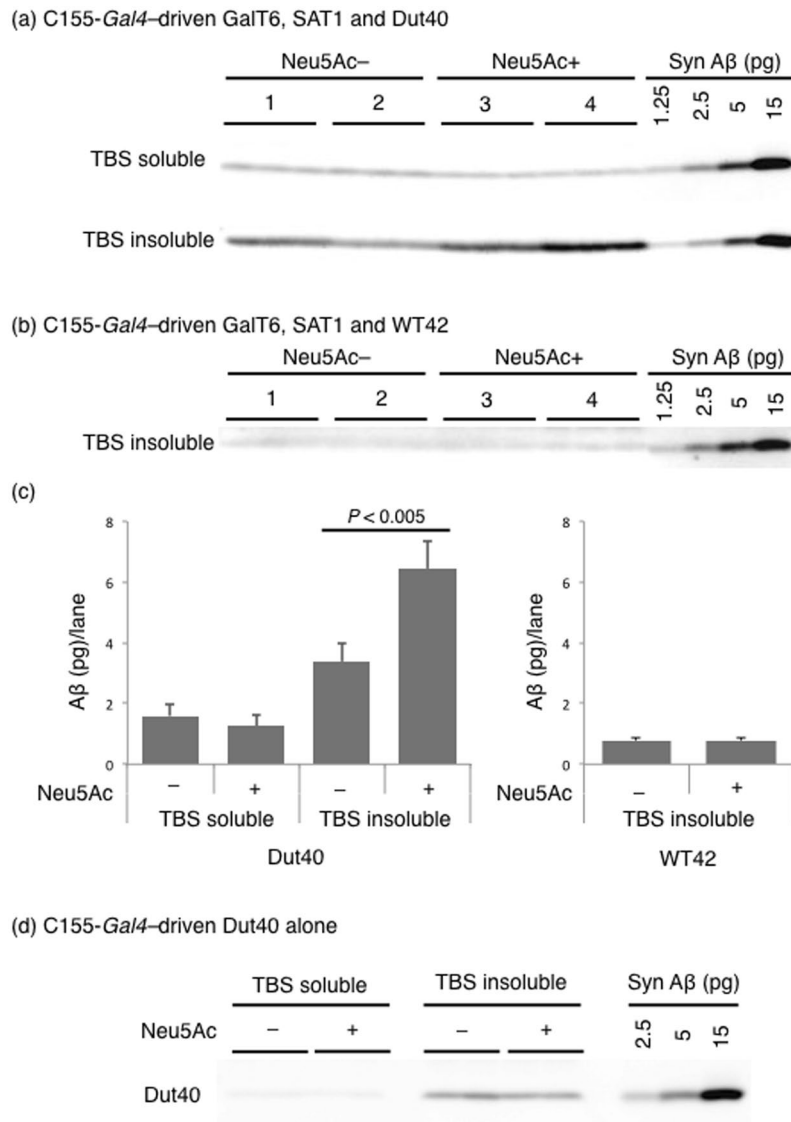 (a) C155-Gal4–driven GalT6, SAT1 and Dut40
Neu5Ac– Neu5Ac+ Syn Aβ (pg)
1 2 3 4 1.25 2.5 5 15
TBS soluble
TBS insoluble
(b) C155-Gal4–driven GalT6, SAT1 and WT42
Neu5Ac– Neu5Ac+ Syn Aβ (pg)
1 2 3 4 1.25 2.5 5 15
TBS insoluble
(c)
P < 0.005
8 8
6 6
4 4
2 2
0 0
Aβ (pg)/lane Aβ (pg)/lane
Neu5Ac – + – + Neu5Ac – +
TBS soluble TBS insoluble TBS insoluble
Dut40 WT42
(d) C155-Gal4–driven Dut40 alone
TBS soluble TBS insoluble Syn Aβ (pg)
Neu5Ac – + – + 2.5 5 15
Dut40